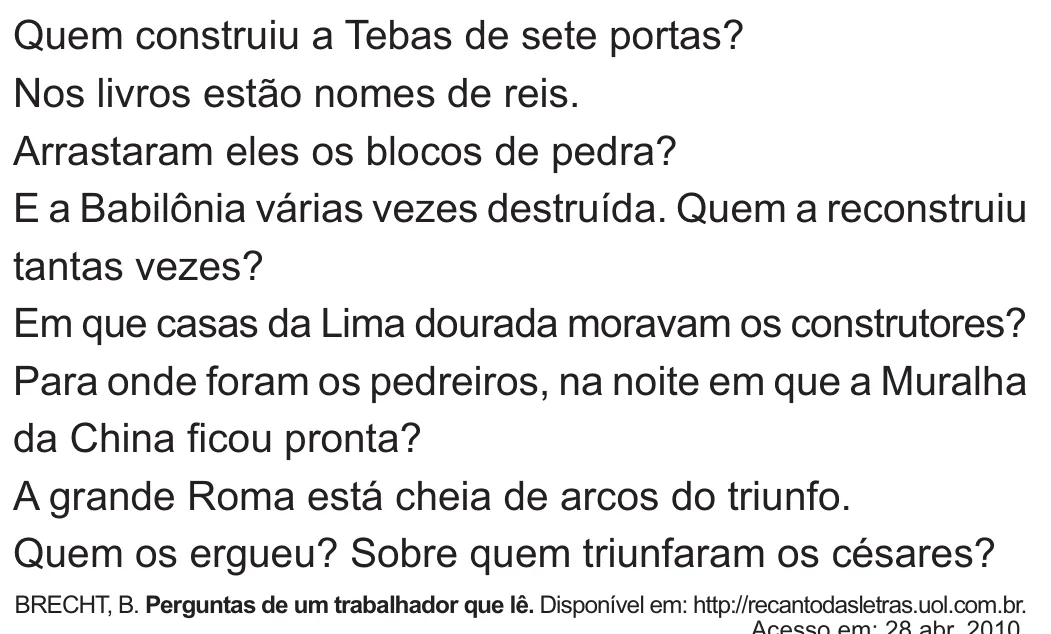 Quem construiu a Tebas de sete portas?
Nos livros estão nomes de reis.
Arrastaram eles os blocos de pedra?
E a Babilônia várias vezes destruída. Quem a reconstruiu
tantas vezes?
Em que casas da Lima dourada moravam os construtores?
Para onde foram os pedreiros, na noite em que a Muralha
da China ficou pronta?
A grande Roma está cheia de arcos do triunfo.
Quem os ergueu? Sobre quem triunfaram os césares?
BRECHT, B. Perguntas de um trabalhador que lê. Disponível em: http://recantodasletras.uol.com.br.
Acesso em: 28 abr. 2010.